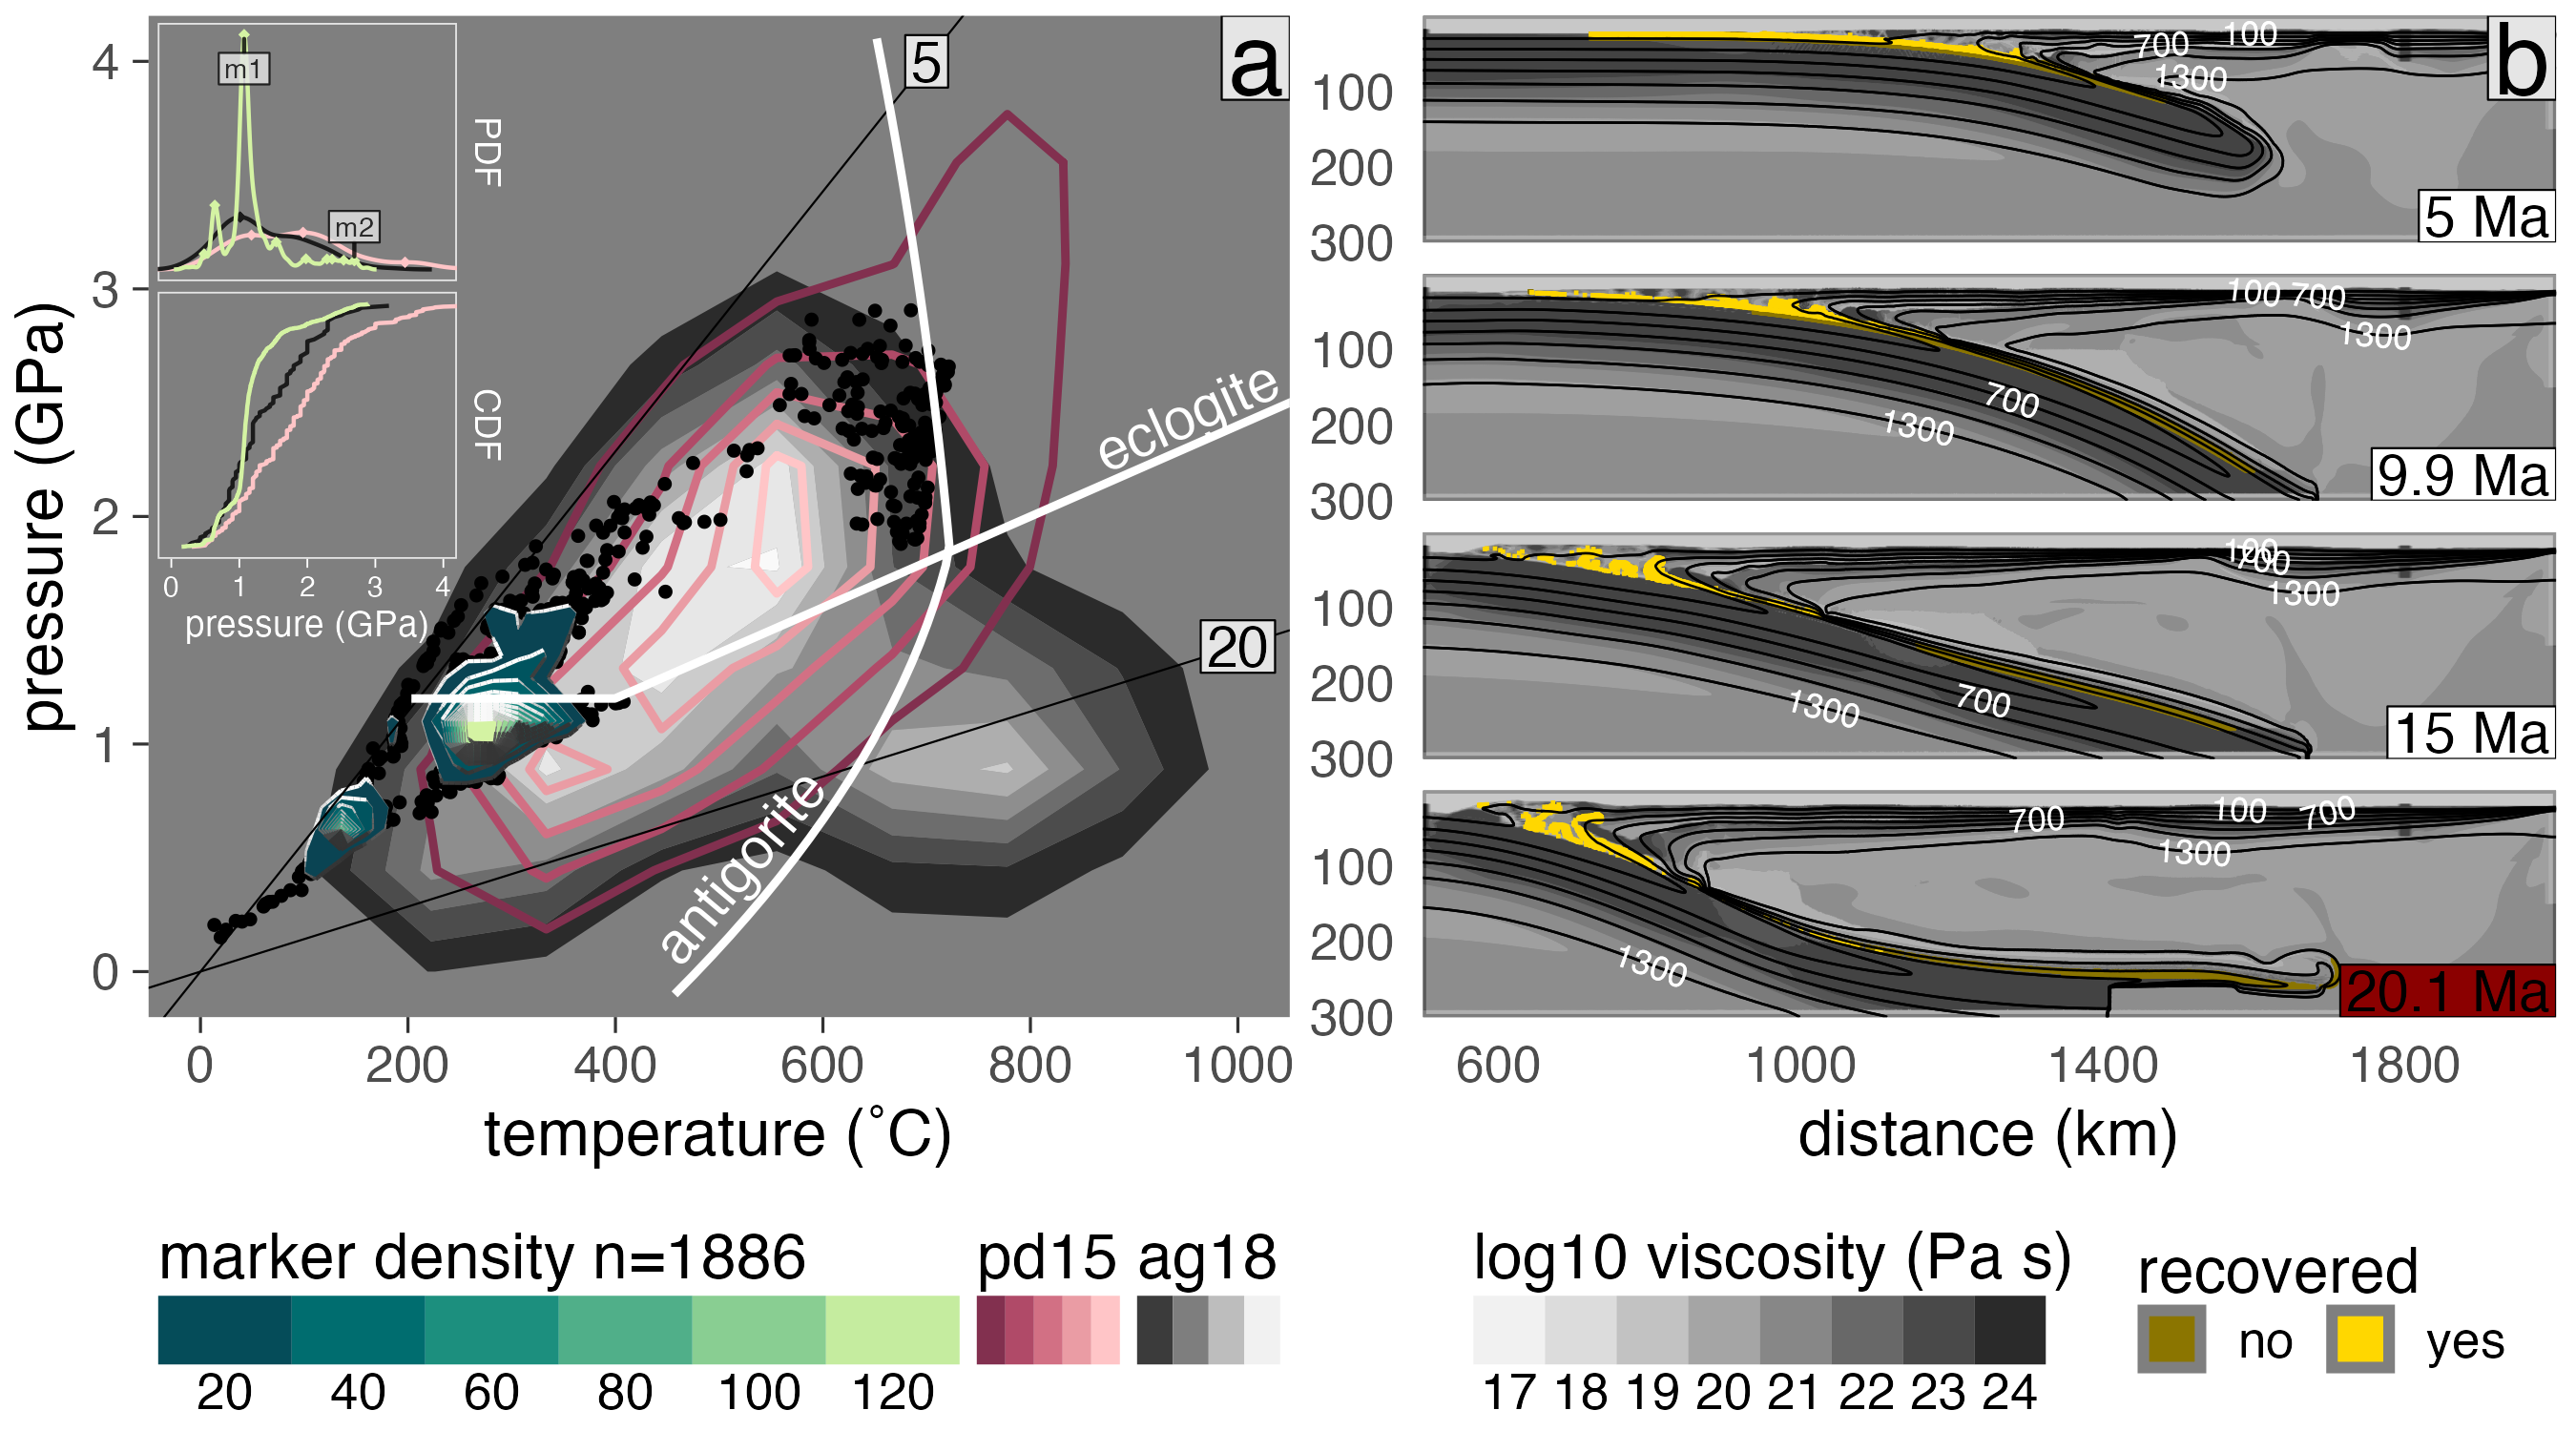 a
5
20
eclogite
antigorite
m1
m2
PDF
CDF
0 1 2 3 4
pressure (GPa)
pressure (GPa)
4
3
2
1
0
0 200 400 600 800 1000
temperature (˚C)
b
700 100
1300
100
200
300
5 Ma
100 700
1300
700
1300
100
200
300
9.9 Ma
100
700
1300
700
1300
100
200
300
15 Ma
700 100 700
1300
1300
100
200
300
20.1 Ma
600 1000 1400 1800
distance (km)
marker density n=1886
20 40 60 80 100 120
pd15 ag18
log10 viscosity (Pa s)
17 18 19 20 21 22 23 24
recovered
no yes